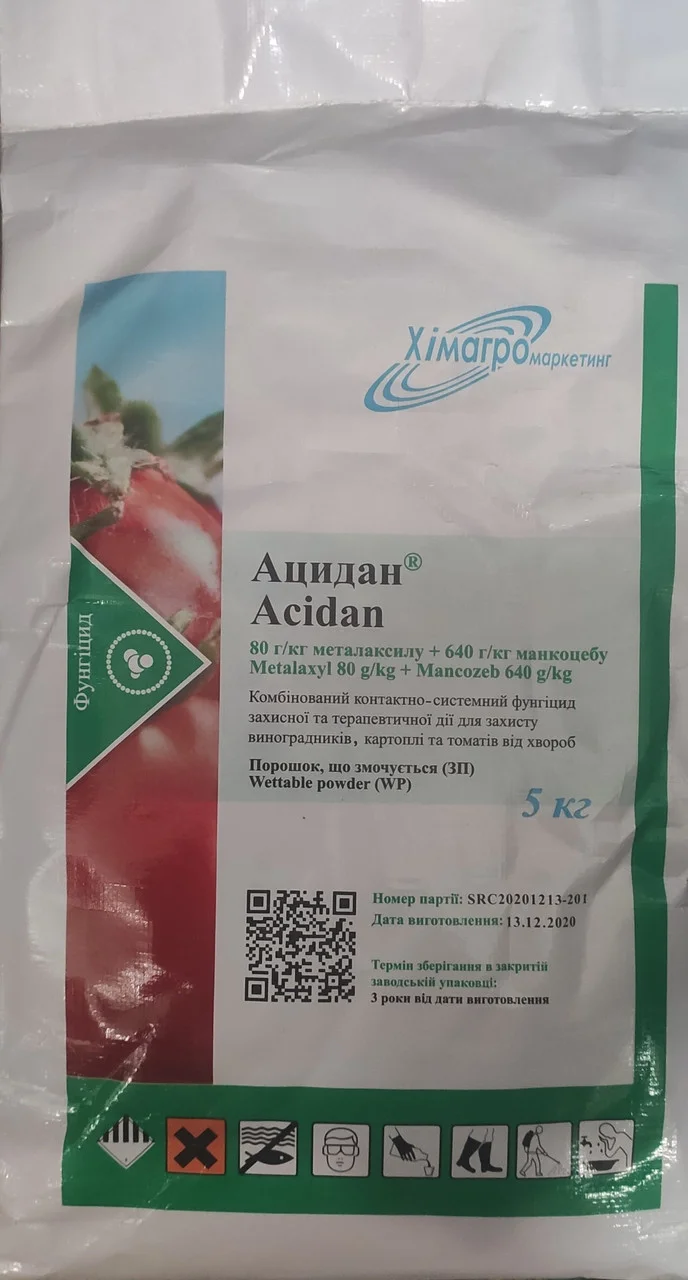 Хімагромаркетинг
Фунгіцид
Ацидан®
Acidan
80 г/кг металаксилу + 640 г/кг манкоцебу
Metalaxyl 80 g/kg + Mancozeb 640 g/kg
Комбінований контактно-системний фунгіцид
захисної та терапевтичної дії для захисту
виноградників, картоплі та томатів від хвороб
Порошок, що змочується (ЗП)
Wettable powder (WP)
5 кг
Номер партії: SRC20201213-201
Дата виготовлення: 13.12.2020
Термін зберігання в закритій
заводській упаковці:
3 роки від дати виготовлення